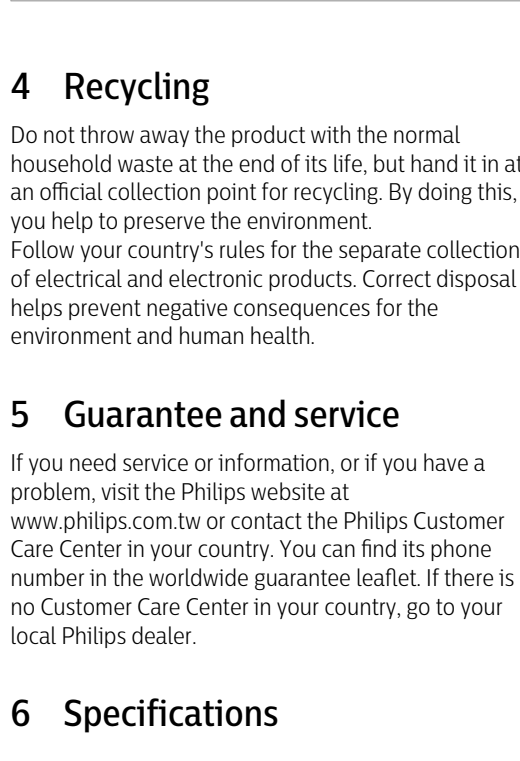 4 Recycling
Do not throw away the product with the normal
household waste at the end of its life, but hand it in at
an official collection point for recycling. By doing this,
you help to preserve the environment.
Follow your country's rules for the separate collection
of electrical and electronic products. Correct disposal
helps prevent negative consequences for the
environment and human health.
5 Guarantee and service
If you need service or information, or if you have a
problem, visit the Philips website at
www.philips.com.tw or contact the Philips Customer
Care Center in your country. You can find its phone
number in the worldwide guarantee leaflet. If there is
no Customer Care Center in your country, go to your
local Philips dealer.
6 Specifications